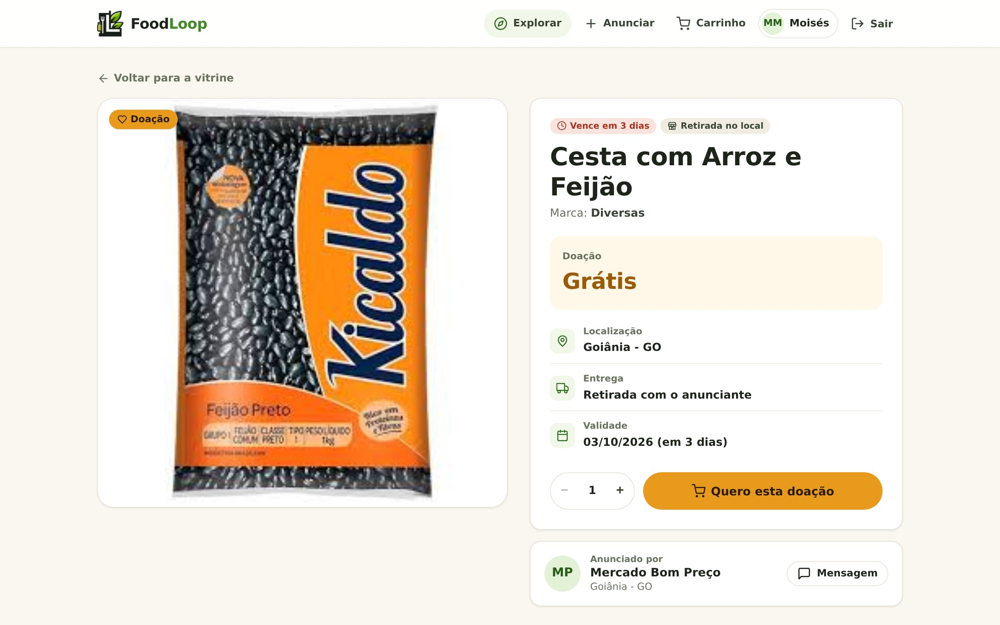 FoodLoop
Explorar
Anunciar
Carrinho
MM Moisés
Sair
Voltar para a vitrine
Doação
NOVA
Kicaldo
Feijão Preto
GRUPO 1 FEIJÃO COMUM CLASSE PRETO TIPO 1 PESO LÍQUIDO 1kg
Rico em
Proteínas
e Fibras
Vence em 3 dias
Retirada no local
Cesta com Arroz e
Feijão
Marca: Diversas
Doação
Grátis
Localização
Goiânia - GO
Entrega
Retirada com o anunciante
Validade
03/10/2026 (em 3 dias)
− 1 +
Quero esta doação
MP
Anunciado por
Mercado Bom Preço
Goiânia - GO
Mensagem